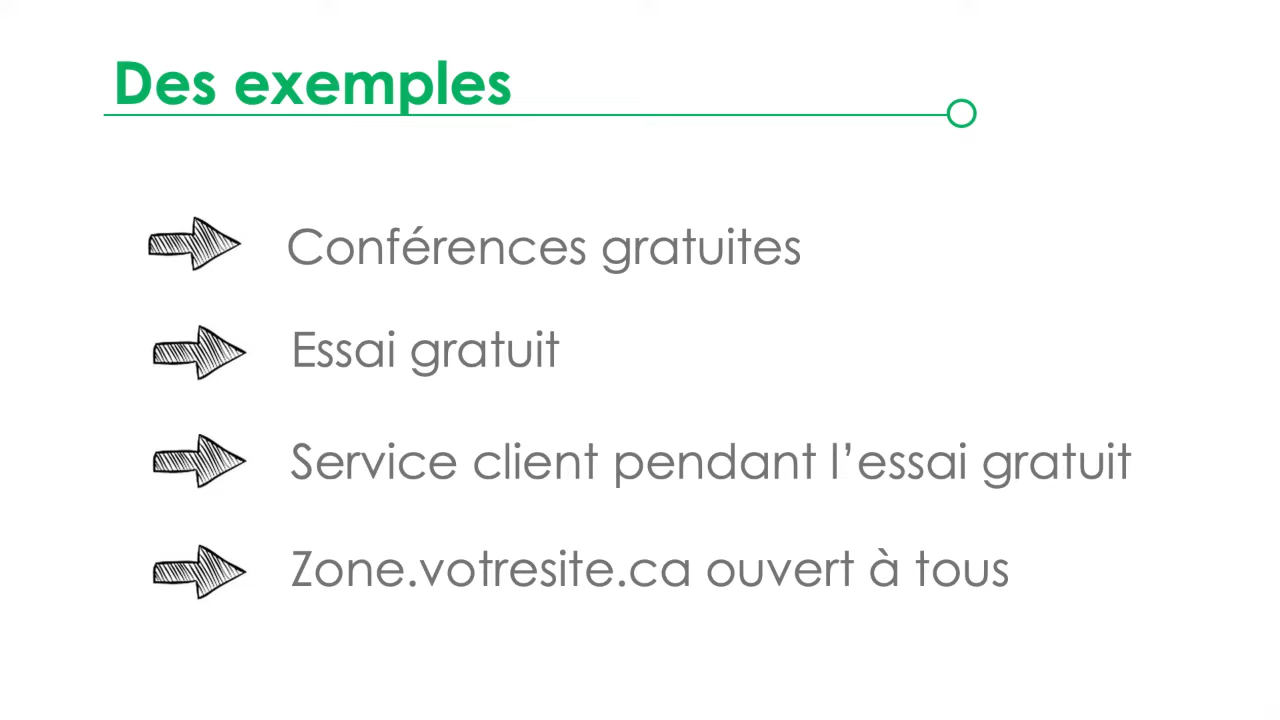 Des exemples
Conférences gratuites
Essai gratuit
Service client pendant l’essai gratuit
Zone.votresite.ca ouvert à tous